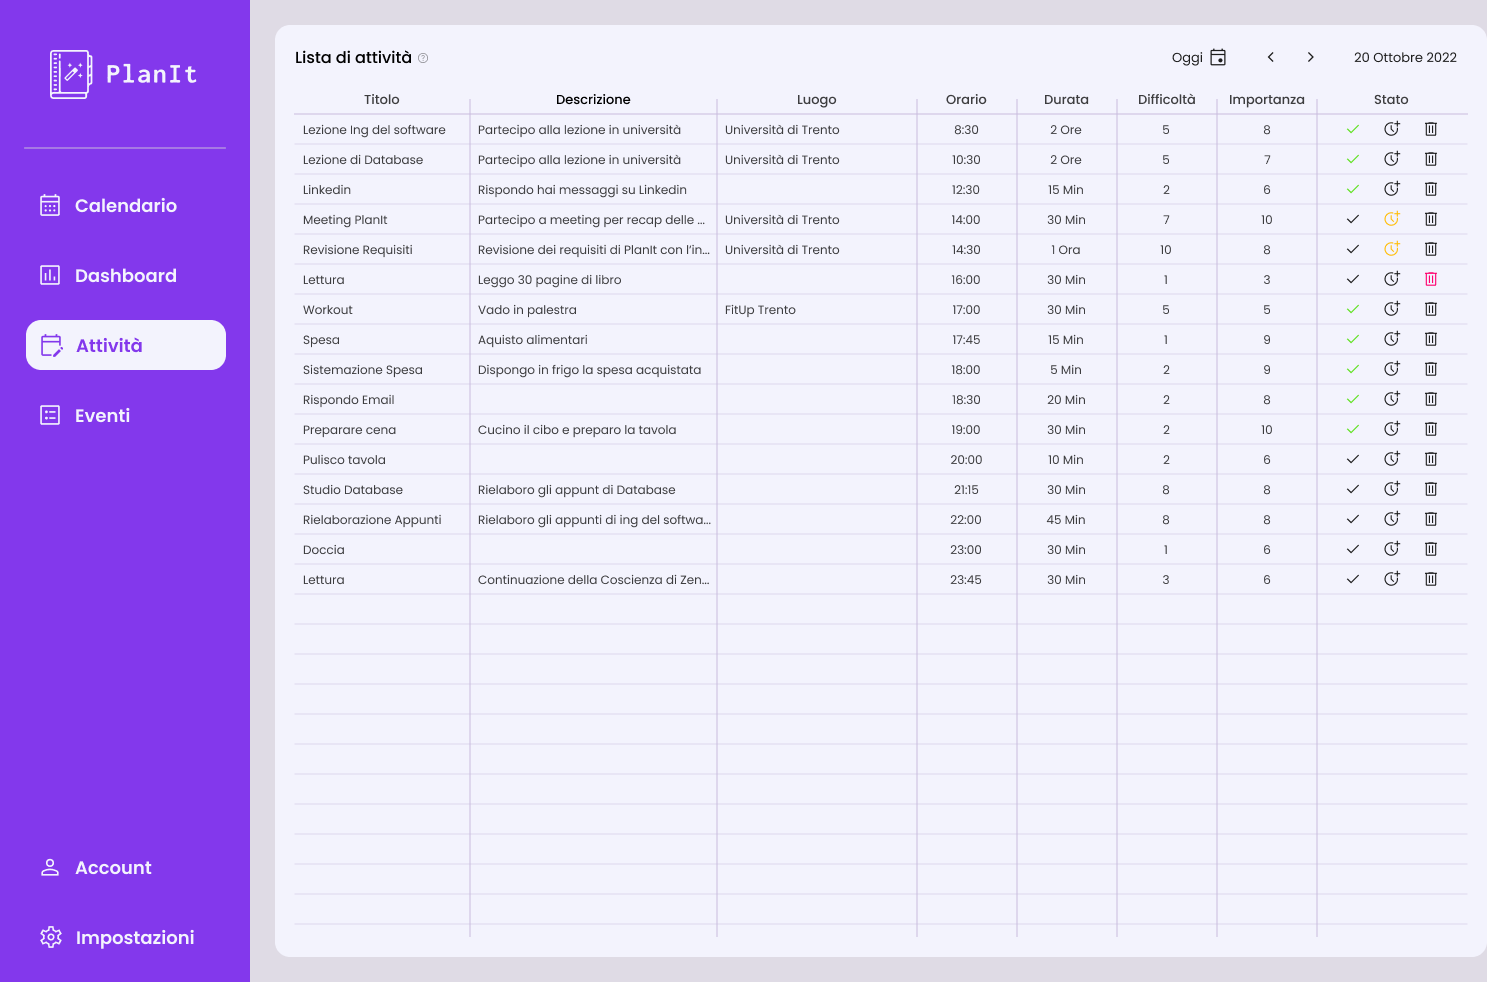 PlanIt
Calendario
Dashboard
Attività
Eventi
Account
Impostazioni
Lista di attività ?
Oggi
20 Ottobre 2022
Titolo Descrizione Luogo Orario Durata Difficoltà Importanza Stato
Lezione Ing del software Partecipo alla lezione in università Università di Trento 8:30 2 Ore 5 8
Lezione di Database Partecipo alla lezione in università Università di Trento 10:30 2 Ore 5 7
Linkedin Rispondo hai messaggi su Linkedin 12:30 15 Min 2 6
Meeting PlanIt Partecipo a meeting per recap delle ... Università di Trento 14:00 30 Min 7 10
Revisione Requisiti Revisione dei requisiti di PlanIt con l'in... Università di Trento 14:30 1 Ora 10 8
Lettura Leggo 30 pagine di libro 16:00 30 Min 1 3
Workout Vado in palestra FitUp Trento 17:00 30 Min 5 5
Spesa Aquisto alimentari 17:45 15 Min 1 9
Sistemazione Spesa Dispongo in frigo la spesa acquistata 18:00 5 Min 2 9
Rispondo Email 18:30 20 Min 2 8
Preparare cena Cucino il cibo e preparo la tavola 19:00 30 Min 2 10
Pulisco tavola 20:00 10 Min 2 6
Studio Database Rielaboro gli appunt di Database 21:15 30 Min 8 8
Rielaborazione Appunti Rielaboro gli appunti di ing del softwa... 22:00 45 Min 8 8
Doccia 23:00 30 Min 1 6
Lettura Continuazione della Coscienza di Zen... 23:45 30 Min 3 6